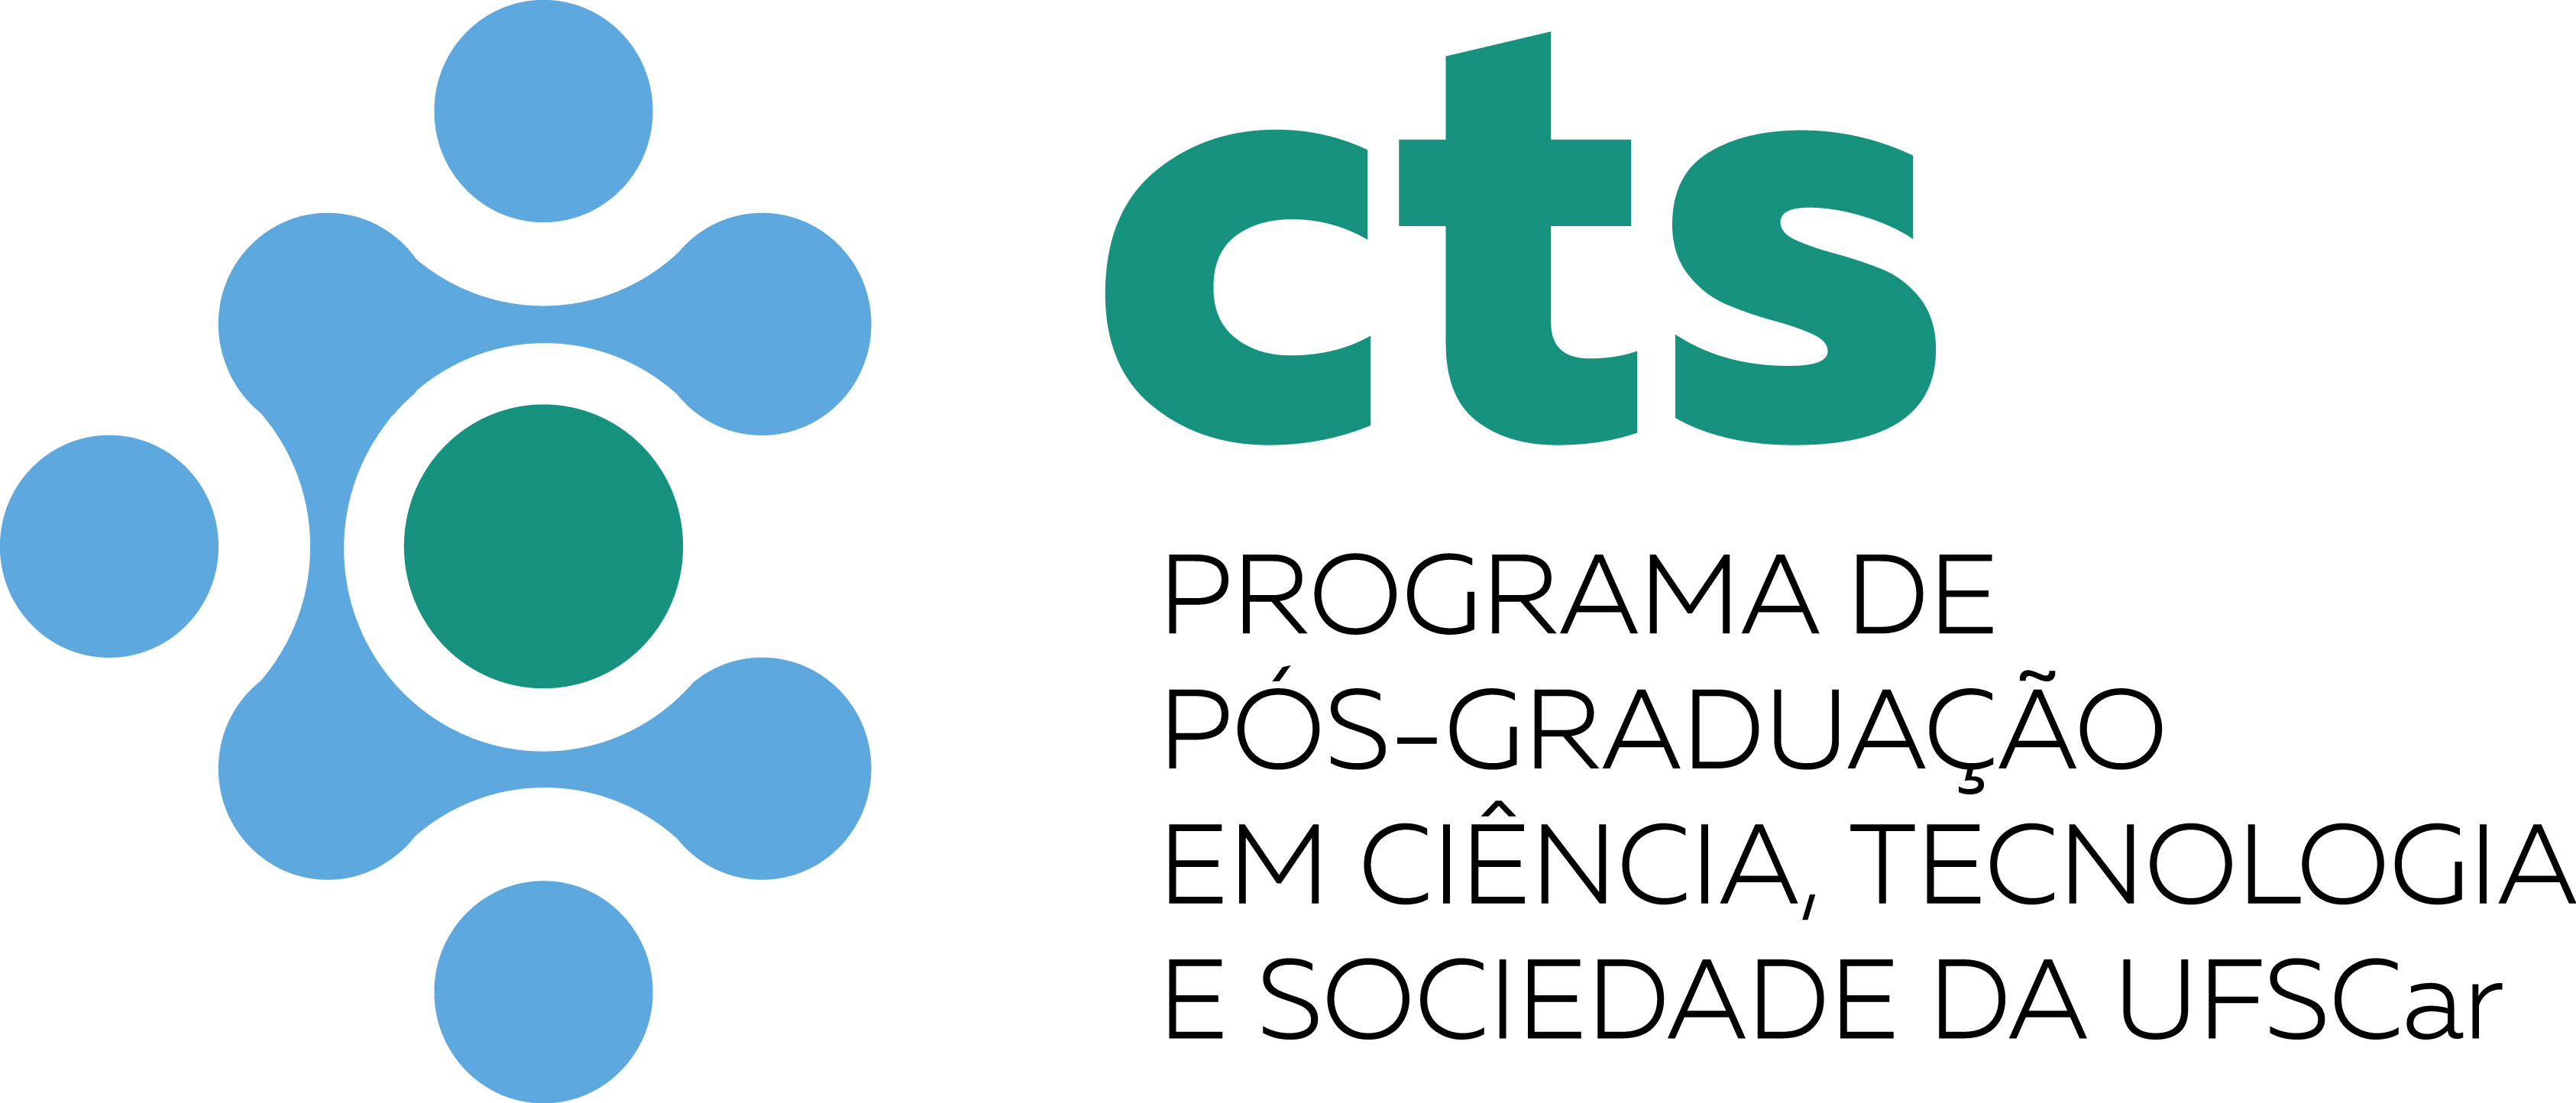 cts
PROGRAMA DE
PÓS-GRADUAÇÃO
EM CIÊNCIA, TECNOLOGIA
E SOCIEDADE DA UFSCar